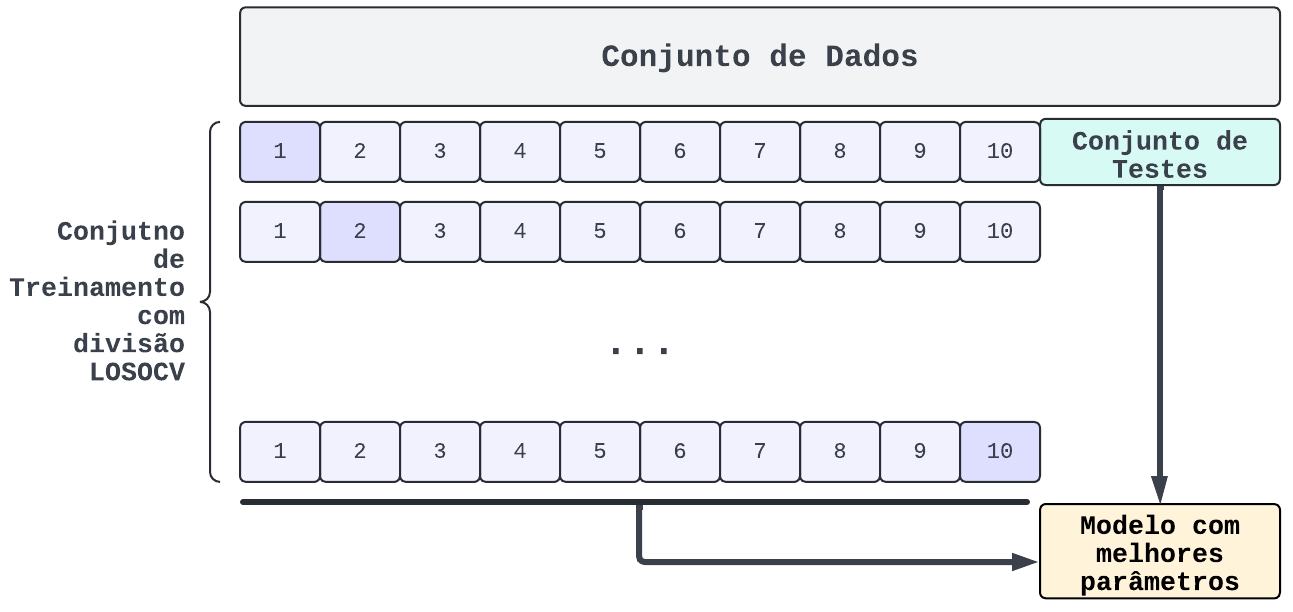 Conjunto de Dados
1 2 3 4 5 6 7 8 9 10
Conjunto de
Testes
1 2 3 4 5 6 7 8 9 10
Conjutno
de
Treinamento
com
divisão
LOSOCV
...
1 2 3 4 5 6 7 8 9 10
Modelo com
melhores
parâmetros